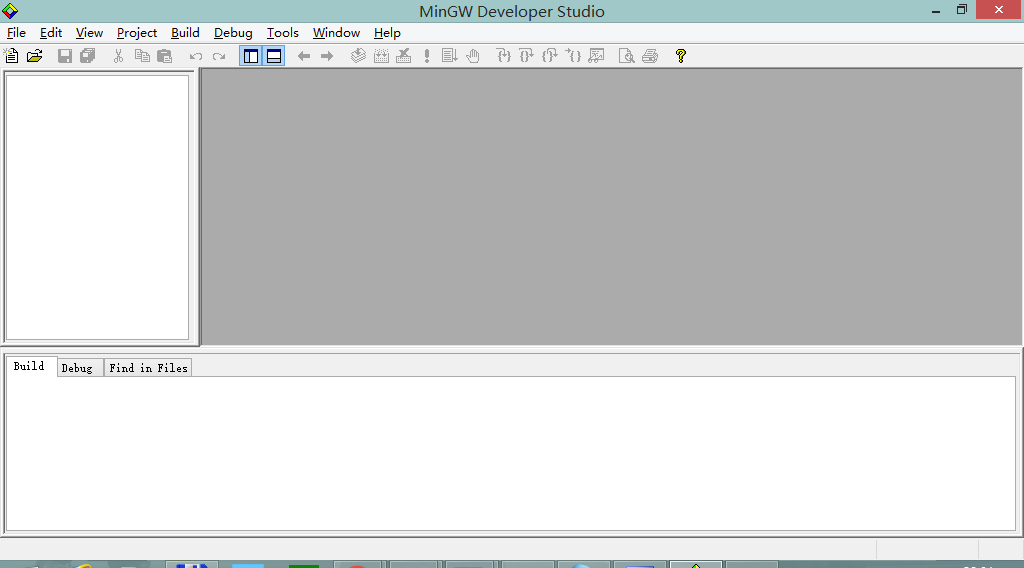 MinGW Developer Studio
File Edit View Project Build Debug Tools Window Help
Build Debug Find in Files